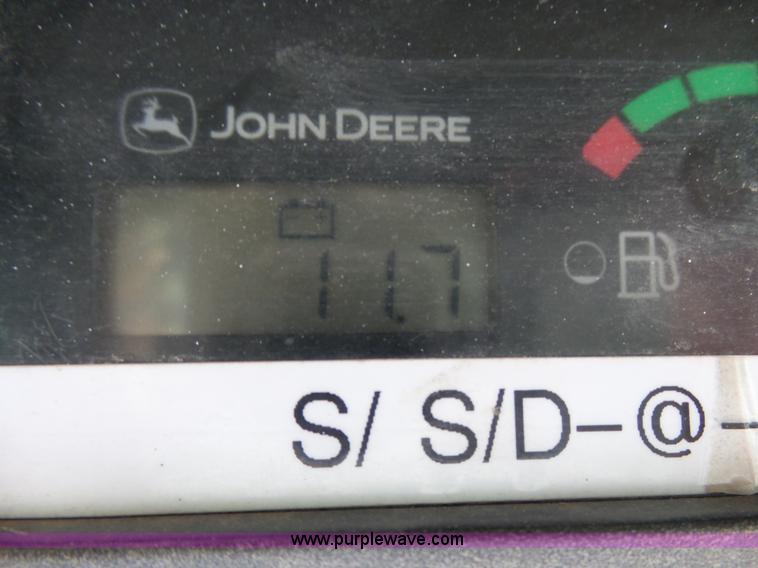 JOHN DEERE
11.7
S/ S/D-@-
www.purplewave.com